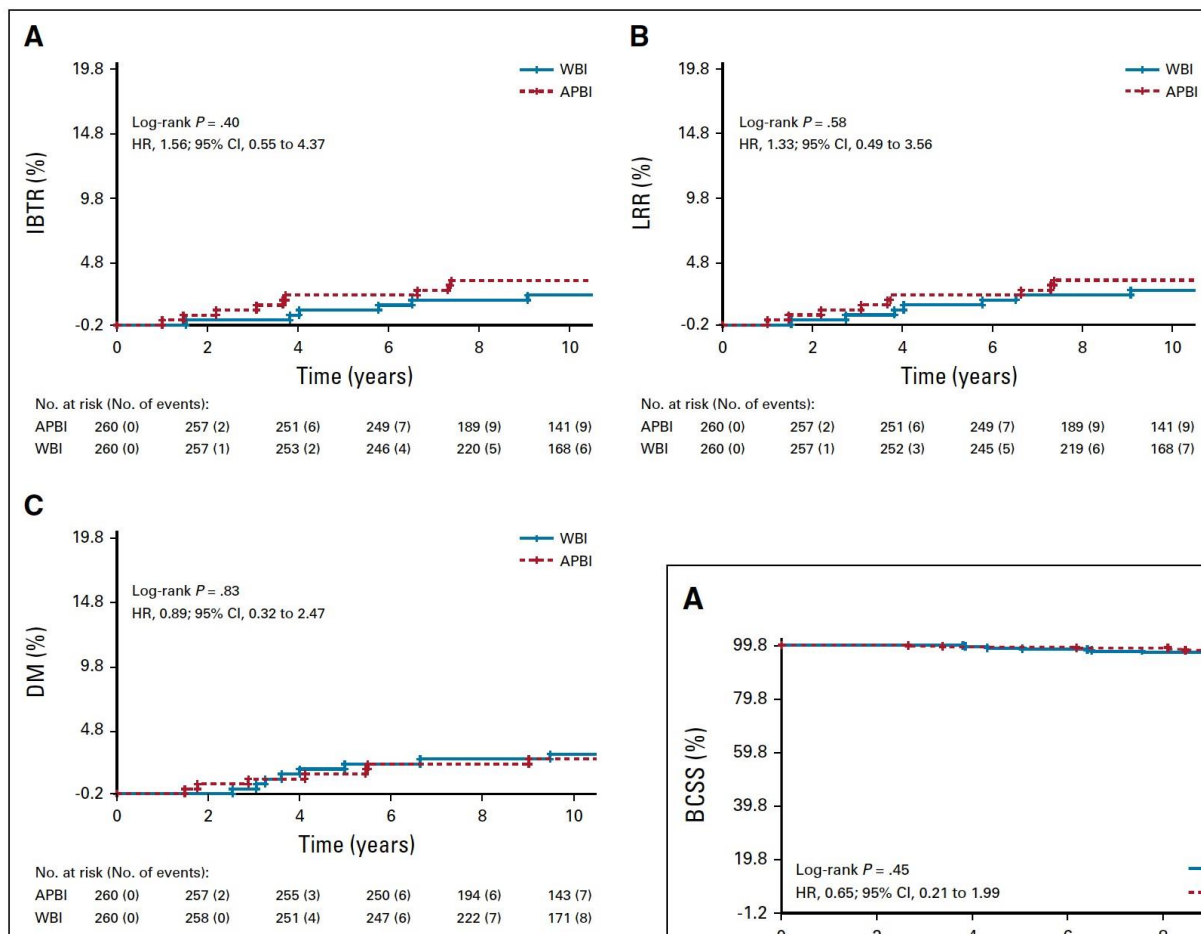 A
19.8
14.8
9.8
4.8
-0.2
IBTR (%)
WBI
APBI
Log-rank P = .40
HR, 1.56; 95% CI, 0.55 to 4.37
0 2 4 6 8 10
Time (years)
No. at risk (No. of events):
APBI 260 (0) 257 (2) 251 (6) 249 (7) 189 (9) 141 (9)
WBI 260 (0) 257 (1) 253 (2) 246 (4) 220 (5) 168 (6)
B
19.8
14.8
9.8
4.8
-0.2
LRR (%)
WBI
APBI
Log-rank P = .58
HR, 1.33; 95% CI, 0.49 to 3.56
0 2 4 6 8 10
Time (years)
No. at risk (No. of events):
APBI 260 (0) 257 (2) 251 (6) 249 (7) 189 (9) 141 (9)
WBI 260 (0) 257 (1) 252 (3) 245 (5) 219 (6) 168 (7)
C
19.8
14.8
9.8
4.8
-0.2
DM (%)
WBI
APBI
Log-rank P = .83
HR, 0.89; 95% CI, 0.32 to 2.47
0 2 4 6 8 10
Time (years)
No. at risk (No. of events):
APBI 260 (0) 257 (2) 255 (3) 250 (6) 194 (6) 143 (7)
WBI 260 (0) 258 (0) 251 (4) 247 (6) 222 (7) 171 (8)
A
99.8
79.8
59.8
39.8
19.8
-1.2
BCSS (%)
Log-rank P = .45
HR, 0.65; 95% CI, 0.21 to 1.99
0 2 4 6 8